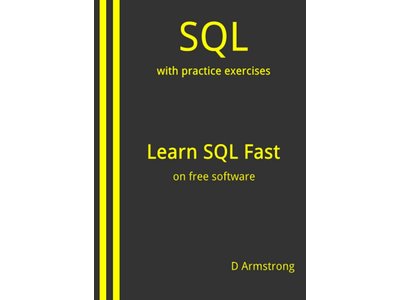 SQL
with practice exercises
Learn SQL Fast
on free software
D Armstrong